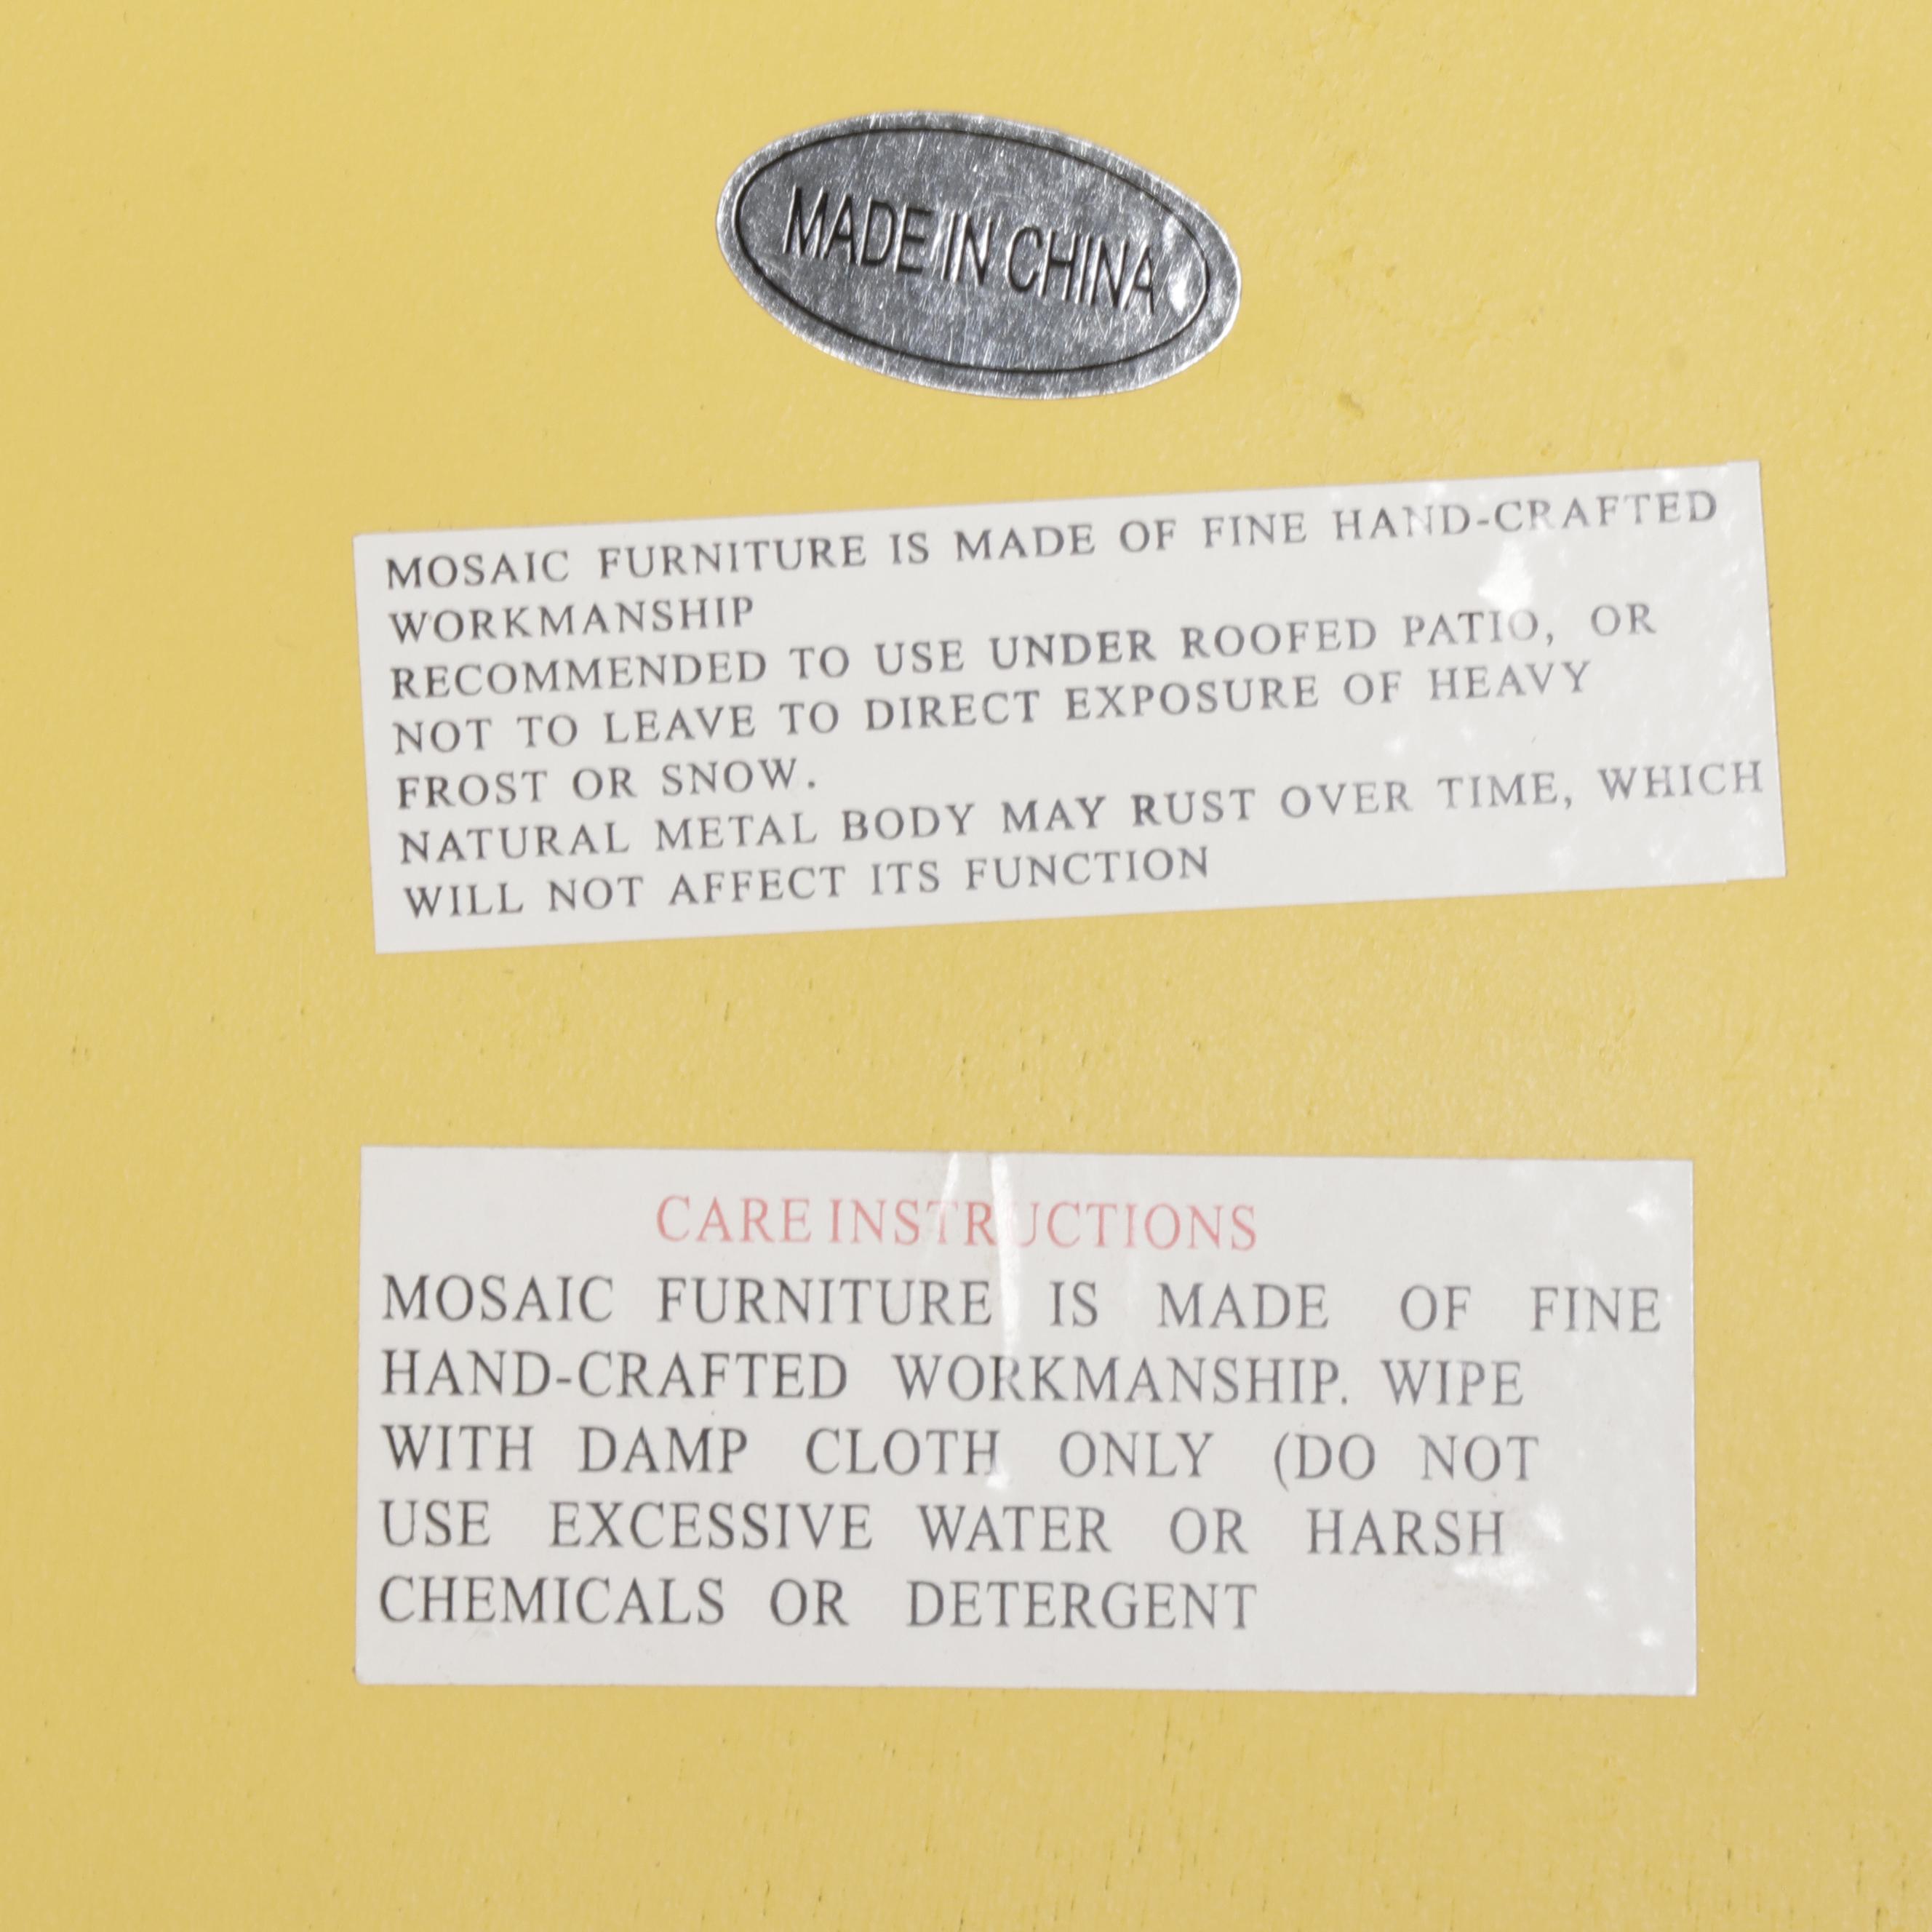 MADE IN CHINA
MOSAIC FURNITURE IS MADE OF FINE HAND-CRAFTED
WORKMANSHIP
RECOMMENDED TO USE UNDER ROOFED PATIO, OR
NOT TO LEAVE TO DIRECT EXPOSURE OF HEAVY
FROST OR SNOW.
NATURAL METAL BODY MAY RUST OVER TIME, WHICH
WILL NOT AFFECT ITS FUNCTION
CARE INSTRUCTIONS
MOSAIC FURNITURE IS MADE OF FINE
HAND-CRAFTED WORKMANSHIP. WIPE
WITH DAMP CLOTH ONLY (DO NOT
USE EXCESSIVE WATER OR HARSH
CHEMICALS OR DETERGENT